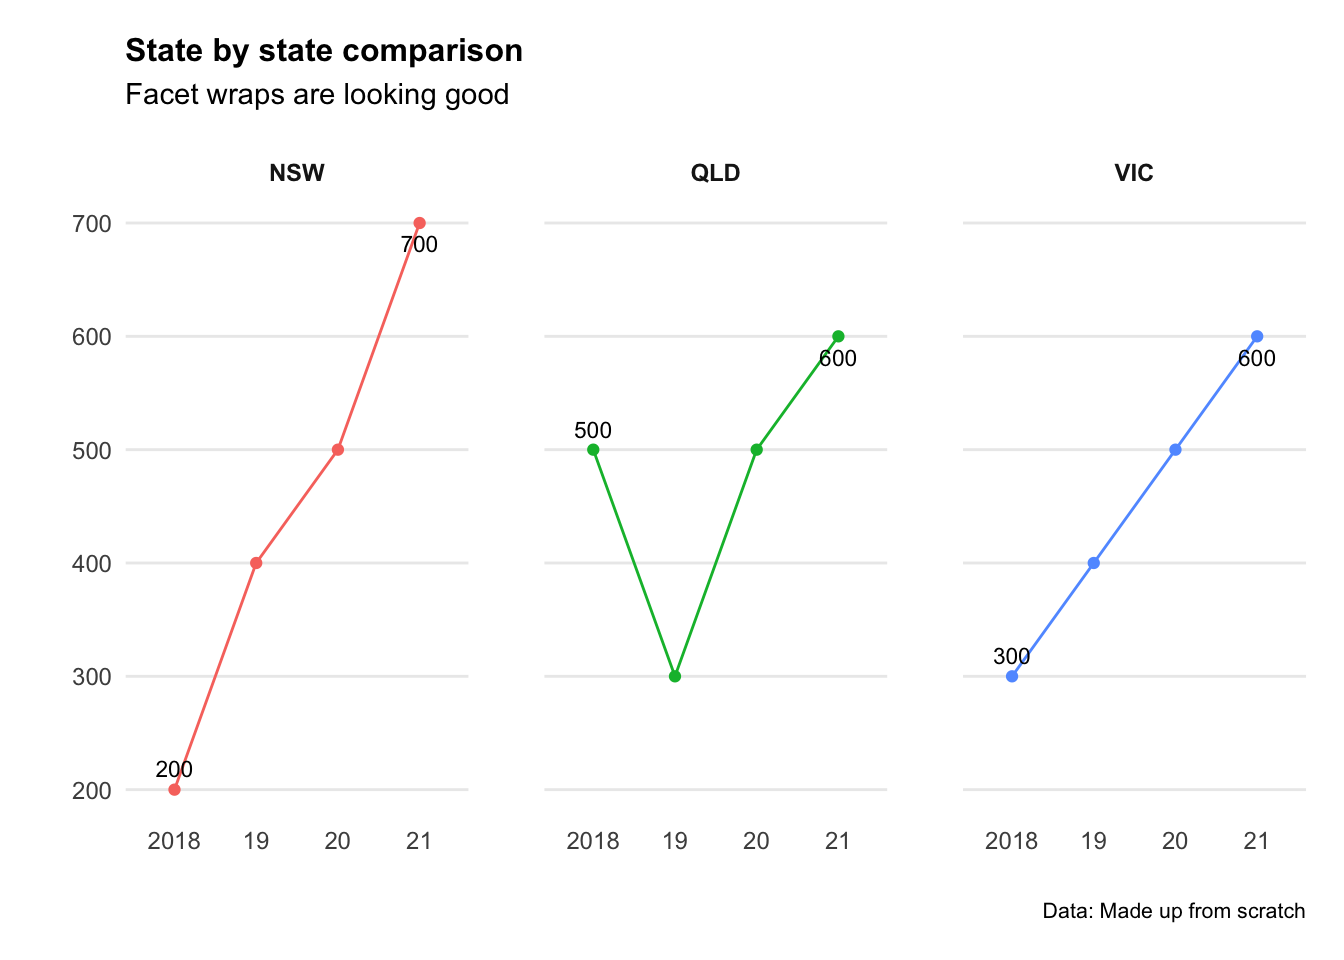 State by state comparison
Facet wraps are looking good
NSW QLD VIC
700
700
600
600 600
500
500
400
300
300
200
200
2018 19 20 21 2018 19 20 21 2018 19 20 21
Data: Made up from scratch